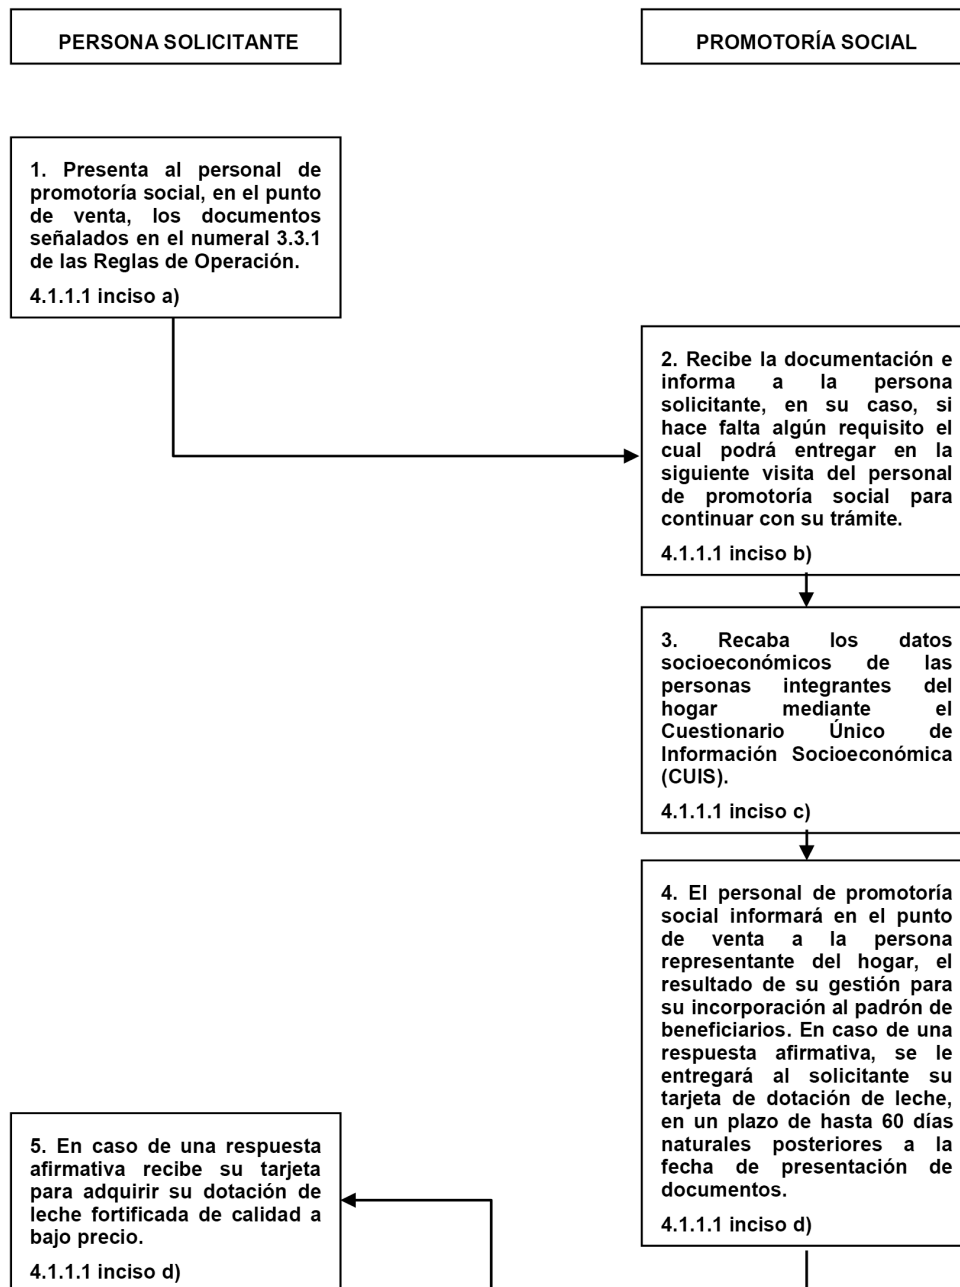 PERSONA SOLICITANTE
PROMOTORÍA SOCIAL
1. Presenta al personal de
promotoría social, en el punto
de venta, los documentos
señalados en el numeral 3.3.1
de las Reglas de Operación.
4.1.1.1 inciso a)
2. Recibe la documentación e
informa a la persona
solicitante, en su caso, si
hace falta algún requisito el
cual podrá entregar en la
siguiente visita del personal
de promotoría social para
continuar con su trámite.
4.1.1.1 inciso b)
3. Recaba los datos
socioeconómicos de las
personas integrantes del
hogar mediante el
Cuestionario Único de
Información Socioeconómica
(CUIS).
4.1.1.1 inciso c)
4. El personal de promotoría
social informará en el punto
de venta a la persona
representante del hogar, el
resultado de su gestión para
su incorporación al padrón de
beneficiarios. En caso de una
respuesta afirmativa, se le
entregará al solicitante su
tarjeta de dotación de leche,
en un plazo de hasta 60 días
naturales posteriores a la
fecha de presentación de
documentos.
4.1.1.1 inciso d)
5. En caso de una respuesta
afirmativa recibe su tarjeta
para adquirir su dotación de
leche fortificada de calidad a
bajo precio.
4.1.1.1 inciso d)